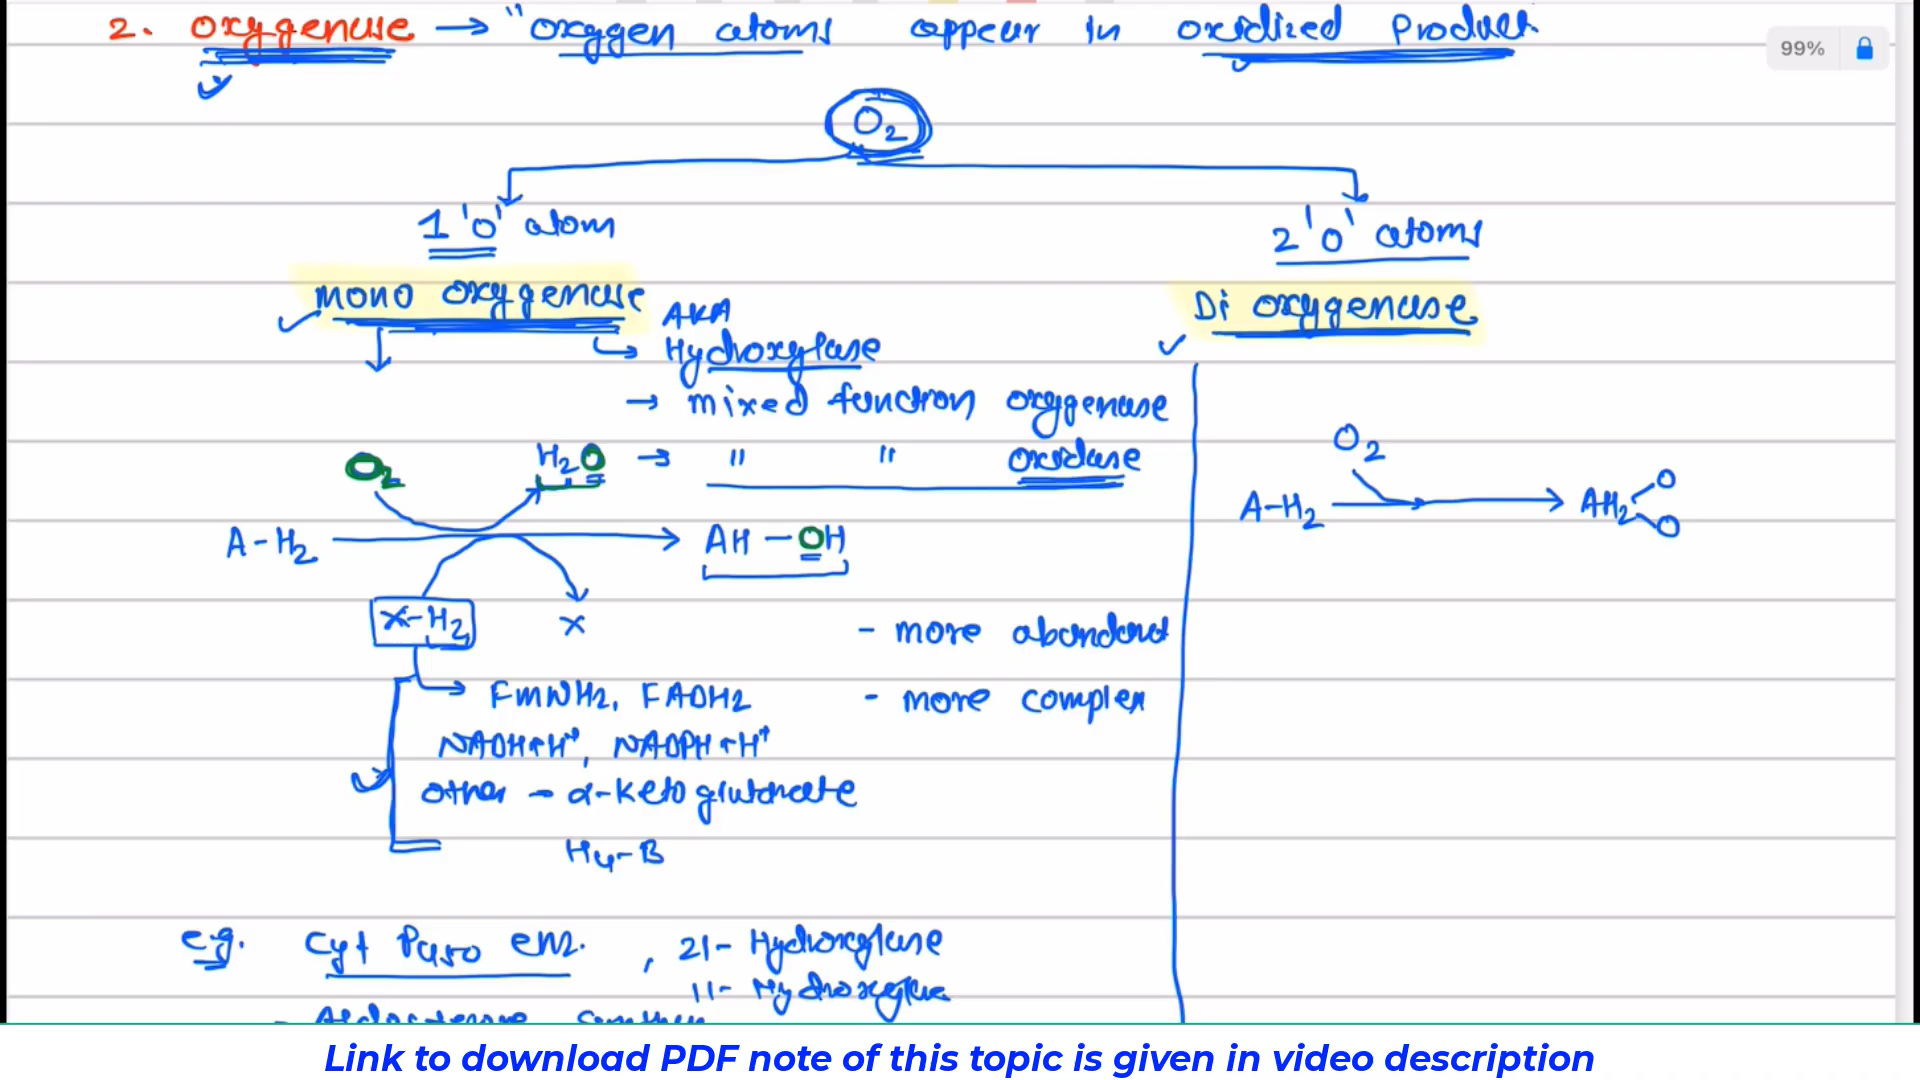 2. oxygenase → "oxygen atoms appear in oxidized Product
99%
O2
1 'O' atom
2 'O' atoms
Mono oxygenase
Di oxygenase
AKA
Hydroxylase
→ mixed function oxygenase
O2 H2O → " " oxidase
A-H2 AH-OH
X-H2 X
O2
A-H2 AH2 O O
- more abundant
- more complex
FMNH2, FADH2
NADH+H+, NADPH+H+
other - α-Keto glutarate
H4-B
e.g. Cyt P450 enz. , 21- Hydroxylase
11- Hydroxylase
Link to download PDF note of this topic is given in video description